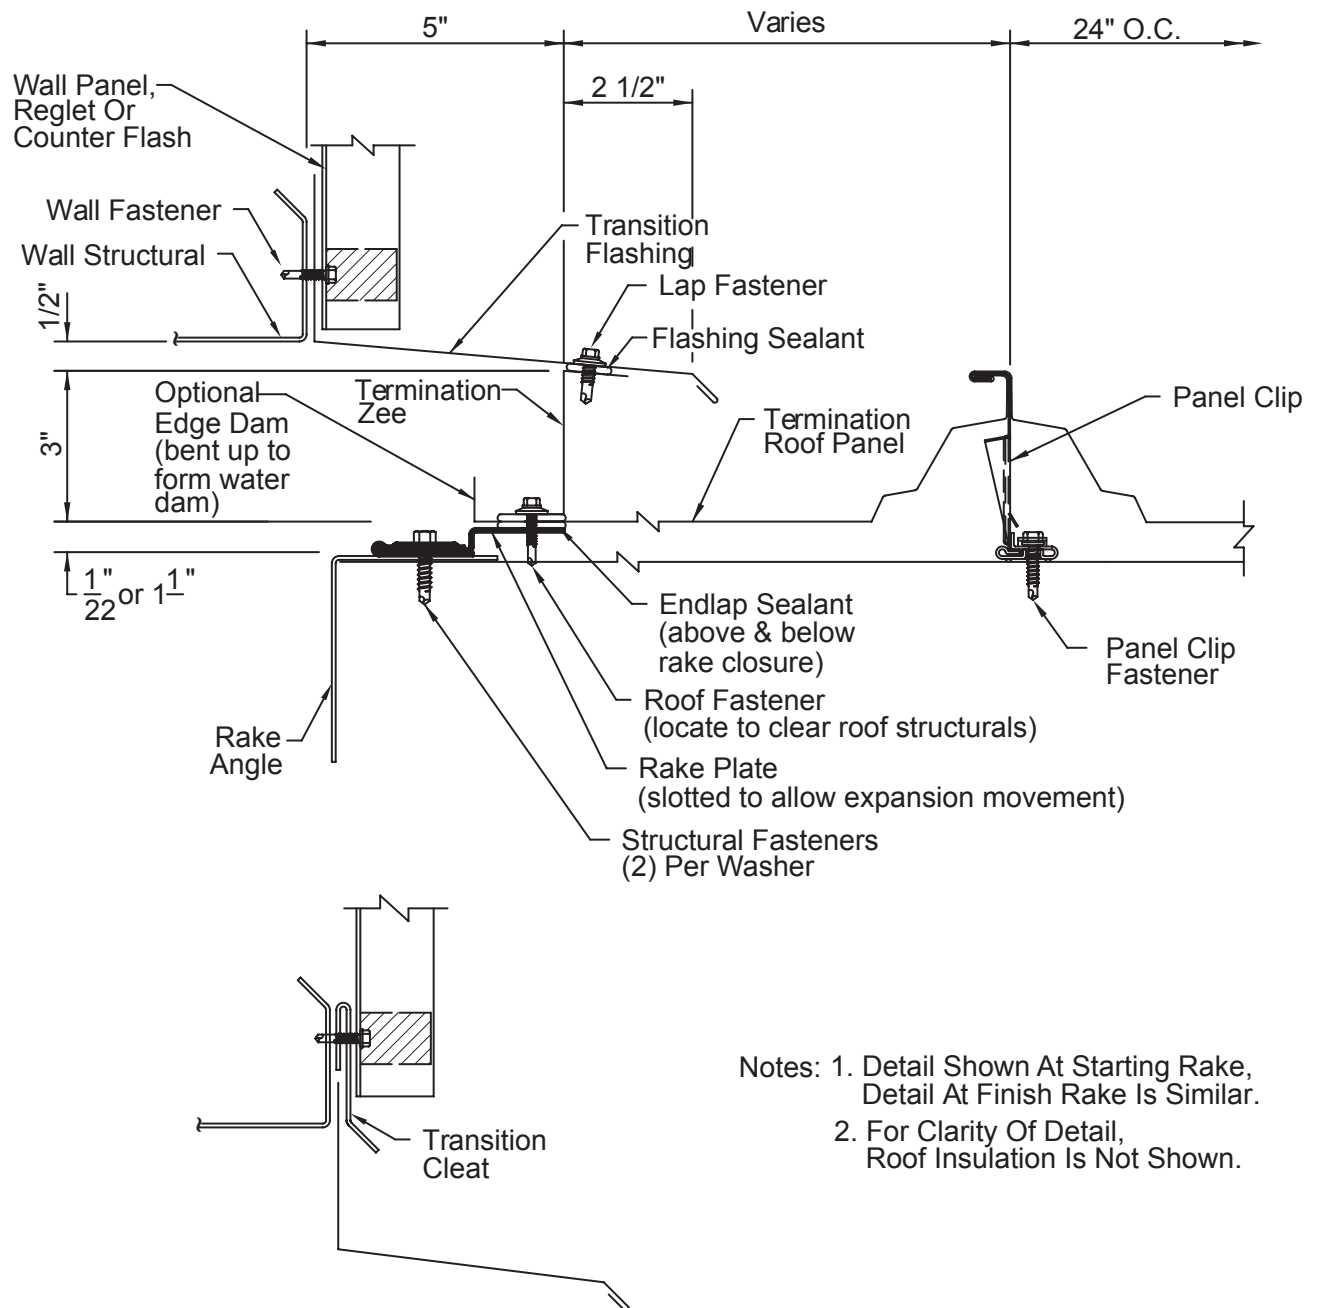 5"
Varies
24" O.C.
2 1/2"
Wall Panel,
Reglet Or
Counter Flash
Wall Fastener
Wall Structural
Transition
Flashing
Lap Fastener
Flashing Sealant
1/2"
3"
Optional
Edge Dam
(bent up to
form water
dam)
Termination
Zee
Termination
Roof Panel
Panel Clip
1"
22 or 1 1"
Endlap Sealant
(above & below
rake closure)
Panel Clip
Fastener
Roof Fastener
(locate to clear roof structurals)
Rake
Angle
Rake Plate
(slotted to allow expansion movement)
Structural Fasteners
(2) Per Washer
Transition
Cleat
Notes: 1. Detail Shown At Starting Rake,
Detail At Finish Rake Is Similar.
2. For Clarity Of Detail,
Roof Insulation Is Not Shown.